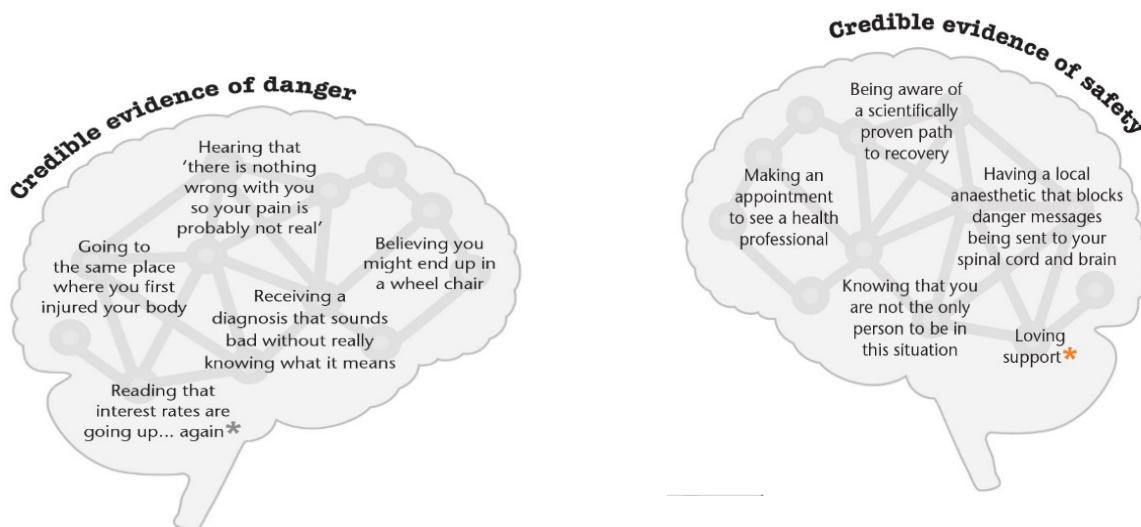 Credible evidence of danger
Hearing that
‘there is nothing
wrong with you
so your pain is
probably not real’
Going to
the same place
where you first
injured your body
Believing you
might end up in
a wheel chair
Receiving a
diagnosis that sounds
bad without really
knowing what it means
Reading that
interest rates are
going up... again*
Credible evidence of safety
Being aware of
a scientifically
proven path
to recovery
Making an
appointment
to see a health
professional
Having a local
anaesthetic that blocks
danger messages
being sent to your
spinal cord and brain
Knowing that you
are not the only
person to be in
this situation
Loving
support*